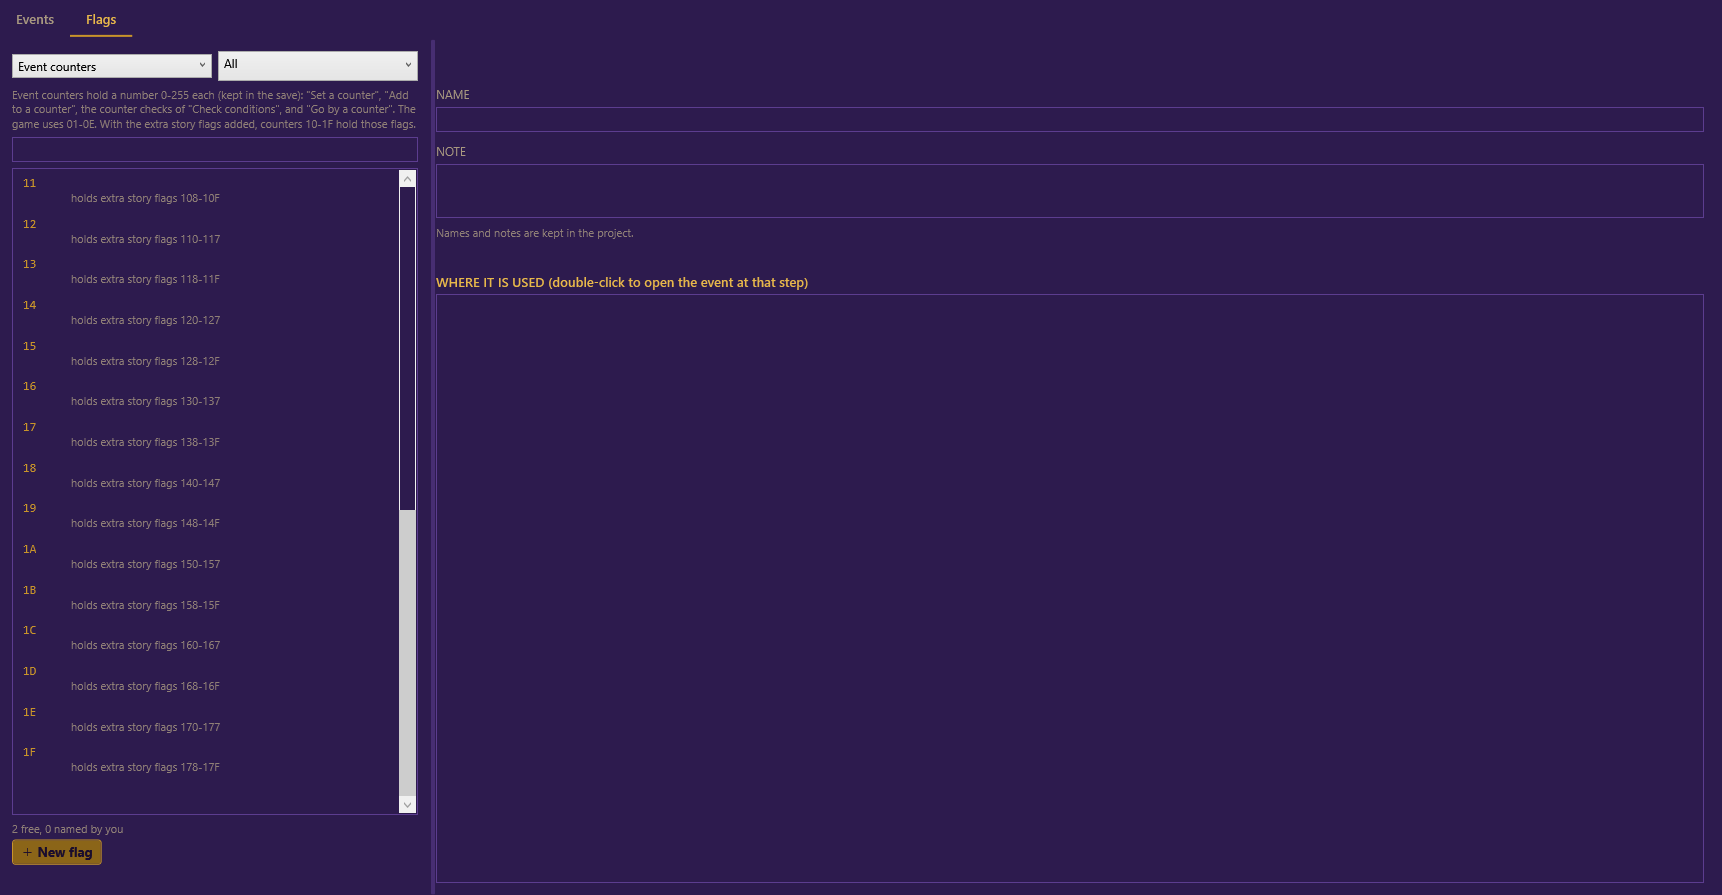 Events
Flags
Event counters
All
Event counters hold a number 0-255 each (kept in the save): "Set a counter", "Add
to a counter", the counter checks of "Check conditions", and "Go by a counter". The
game uses 01-0E. With the extra story flags added, counters 10-1F hold those flags.
11
holds extra story flags 108-10F
12
holds extra story flags 110-117
13
holds extra story flags 118-11F
14
holds extra story flags 120-127
15
holds extra story flags 128-12F
16
holds extra story flags 130-137
17
holds extra story flags 138-13F
18
holds extra story flags 140-147
19
holds extra story flags 148-14F
1A
holds extra story flags 150-157
1B
holds extra story flags 158-15F
1C
holds extra story flags 160-167
1D
holds extra story flags 168-16F
1E
holds extra story flags 170-177
1F
holds extra story flags 178-17F
2 free, 0 named by you
+ New flag
NAME
NOTE
Names and notes are kept in the project.
WHERE IT IS USED (double-click to open the event at that step)